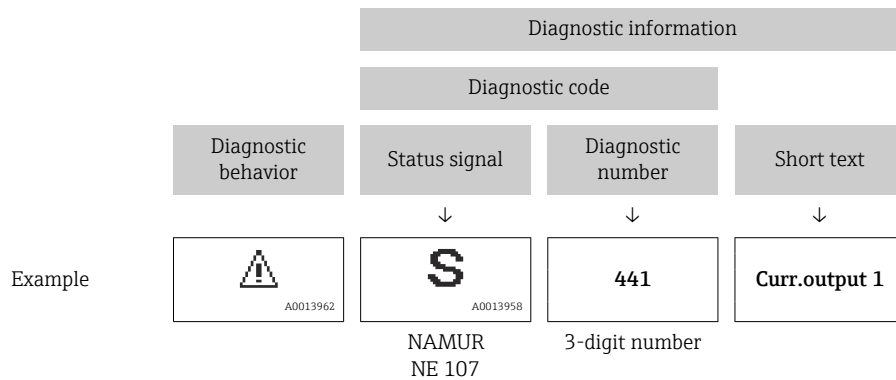 Diagnostic information
Diagnostic code
Diagnostic
behavior
Status signal
Diagnostic
number
Short text
↓ ↓ ↓
Example
S
441
Curr.output 1
A0013962
A0013958
NAMUR
NE 107
3-digit number